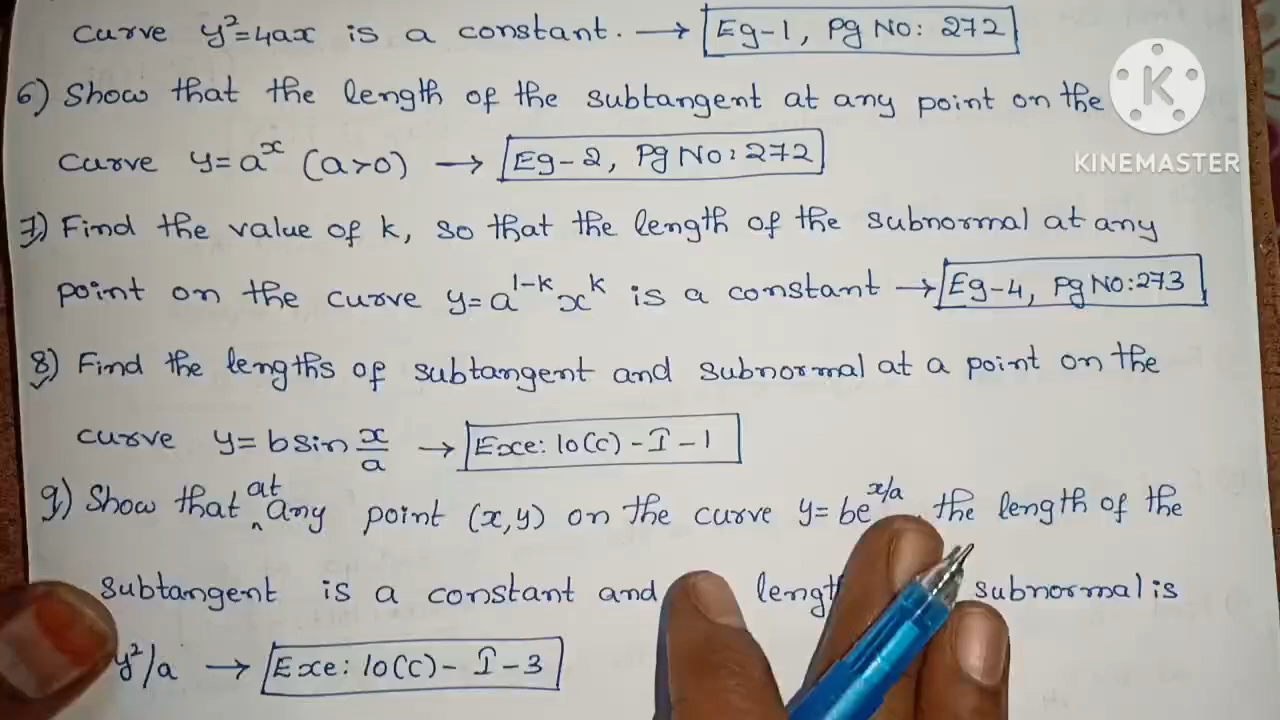 curve y²=4ax is a constant. → Eg-1, Pg No: 272
6) Show that the length of the subtangent at any point on the
curve y=aˣ (a>0) → Eg-2, Pg No: 272
7) Find the value of k, so that the length of the subnormal at any
point on the curve y=a^(1-k) x^k is a constant → Eg-4, Pg No: 273
8) Find the lengths of subtangent and subnormal at a point on the
curve y= b sin x/a → Exe: 10(c) - I - 1
9) Show that at any point (x,y) on the curve y= be^(x/a), the length of the
subtangent is a constant and subnormal is
y²/a → Exe: 10(c) - I - 3
K
KINEMASTER